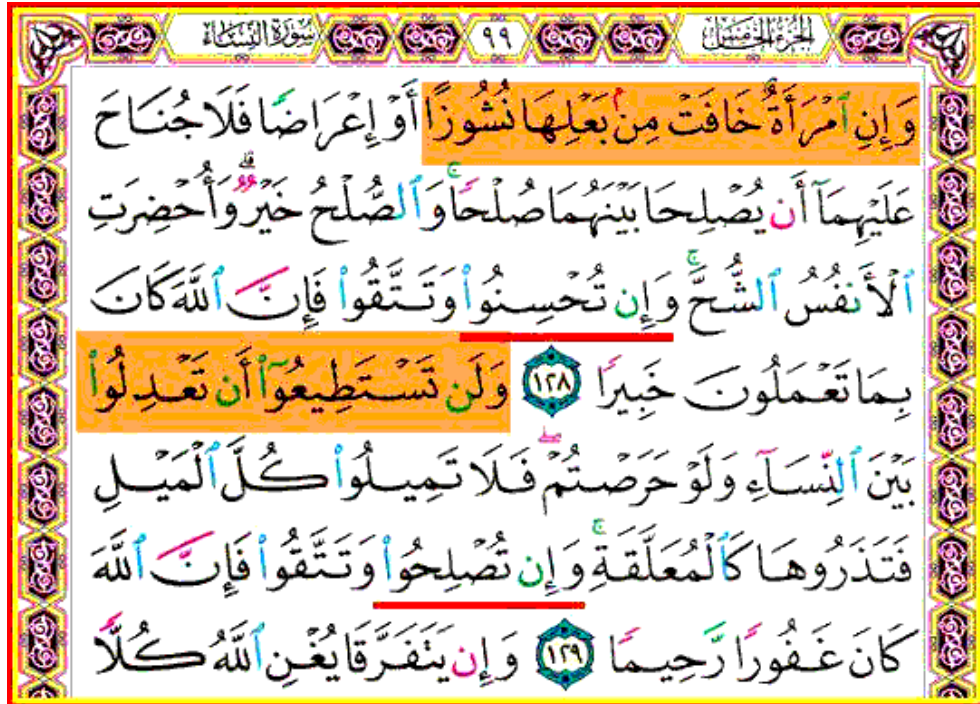 الجزء الخامس ٩٩ سورة النساء
وَإِنِ ٱمْرَأَةٌ خَافَتْ مِنۢ بَعْلِهَا نُشُوزًا أَوْ إِعْرَاضًا فَلَا جُنَاحَ
عَلَيْهِمَآ أَن يُصْلِحَا بَيْنَهُمَا صُلْحًا ۚ وَٱلصُّلْحُ خَيْرٌ ۗ وَأُحْضِرَتِ
ٱلْأَنفُسُ ٱلشُّحَّ ۚ وَإِن تُحْسِنُوا۟ وَتَتَّقُوا۟ فَإِنَّ ٱللَّهَ كَانَ
بِمَا تَعْمَلُونَ خَبِيرًا ١٢٨ وَلَن تَسْتَطِيعُوٓا۟ أَن تَعْدِلُوا۟
بَيْنَ ٱلنِّسَآءِ وَلَوْ حَرَصْتُمْ ۖ فَلَا تَمِيلُوا۟ كُلَّ ٱلْمَيْلِ
فَتَذَرُوهَا كَٱلْمُعَلَّقَةِ ۚ وَإِن تُصْلِحُوا۟ وَتَتَّقُوا۟ فَإِنَّ ٱللَّهَ
كَانَ غَفُورًا رَّحِيمًا ١٢٩ وَإِن يَتَفَرَّقَا يُغْنِ ٱللَّهُ كُلًّا